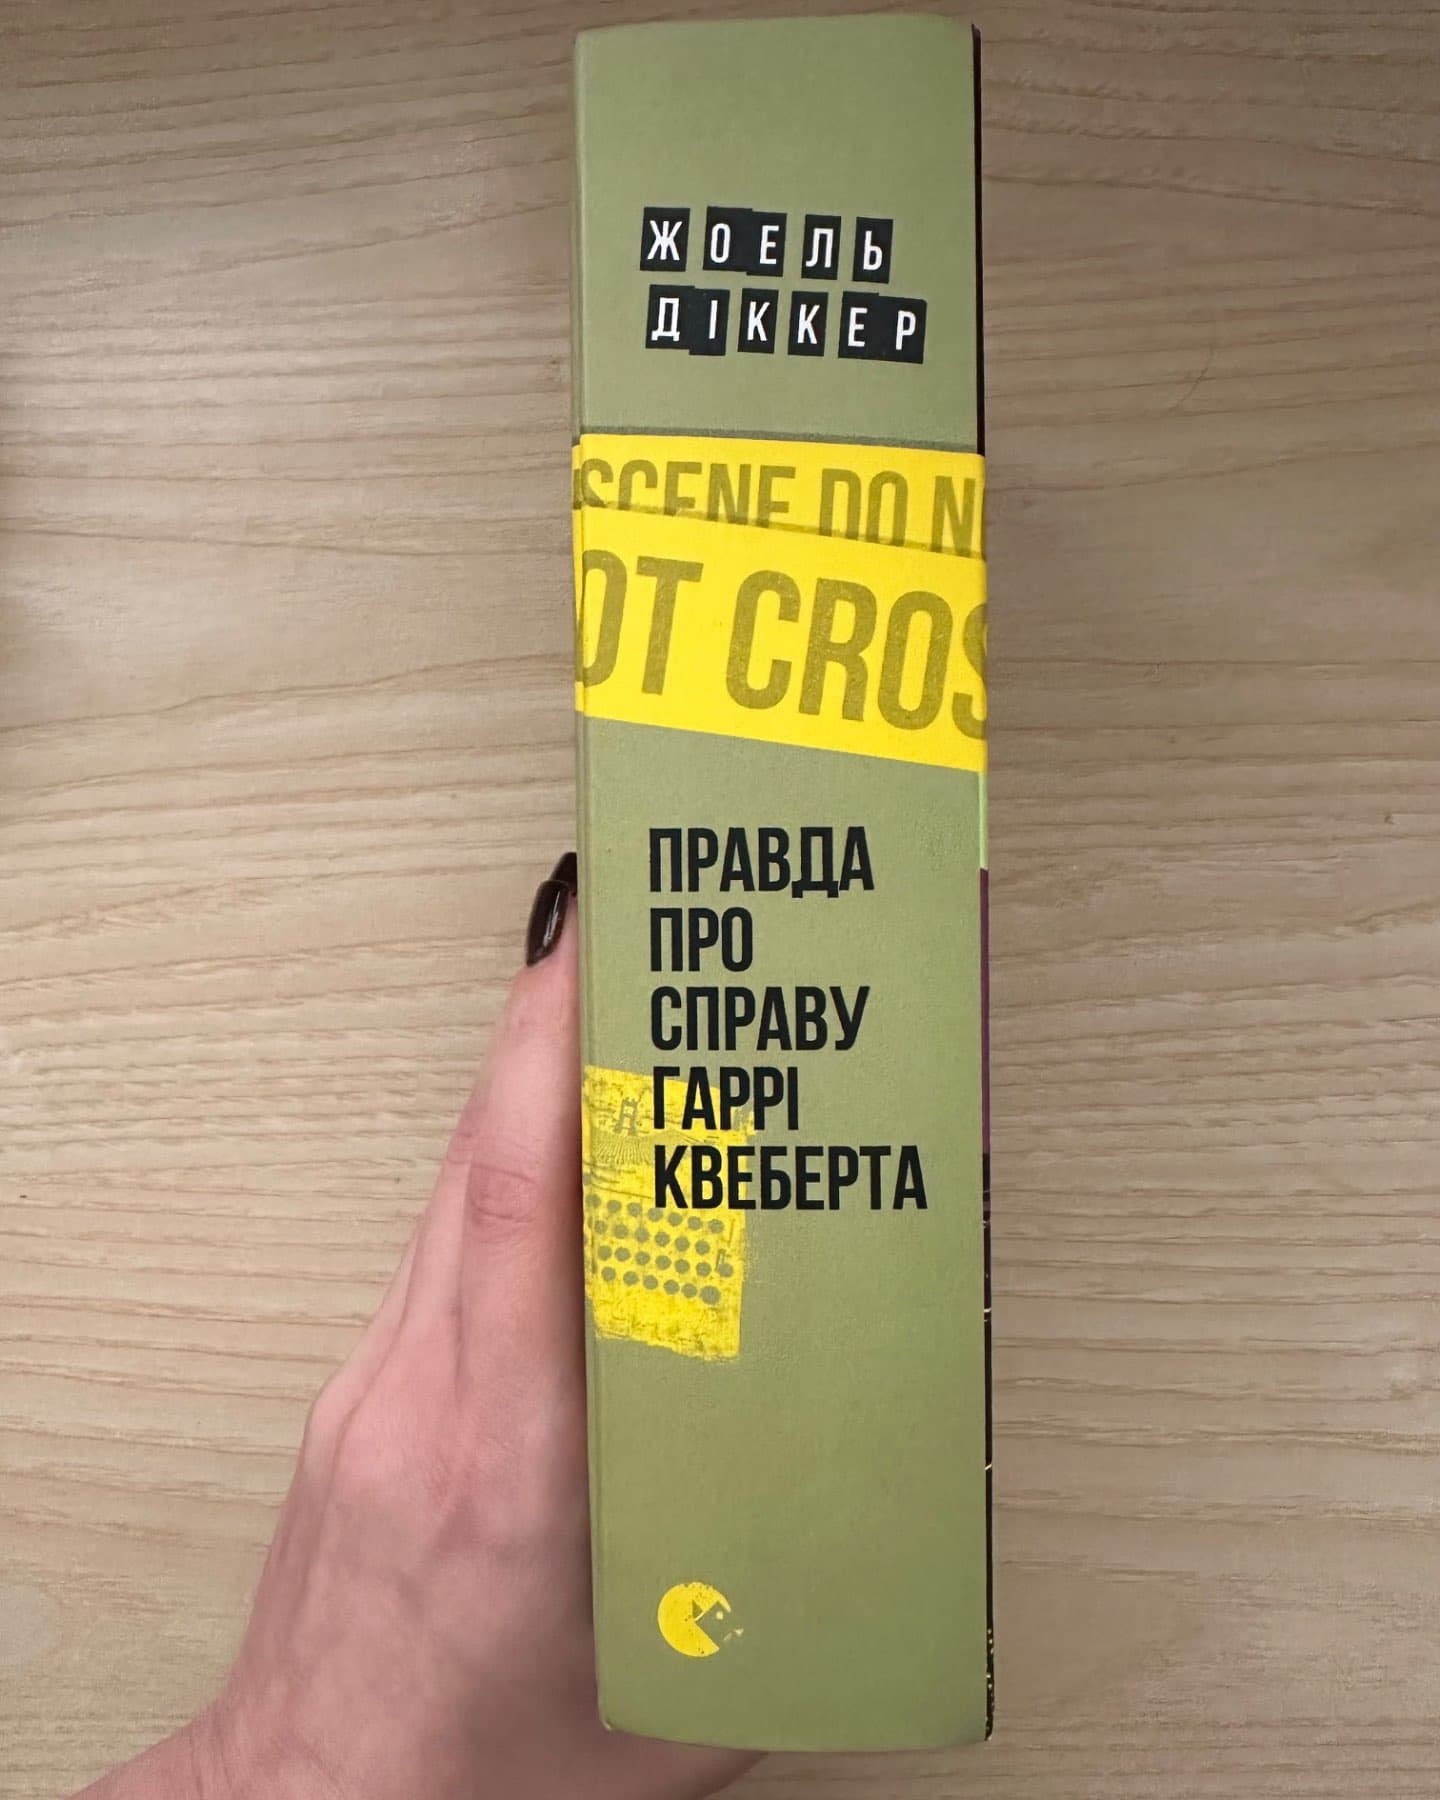 ЖОЕЛЬ
ДІККЕР
SCENE DO N
OT CROS
ПРАВДА
ПРО
СПРАВУ
ГАРРІ
КВЕБЕРТА